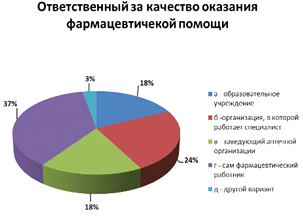 Ответственный за качество оказания
фармацевтичекой помощи
3%
18%
37%
24%
18%
а - образовательное
учреждение
б -организация, в которой
работает специалист
в - заведующий аптечной
организации
г - сам фармацевтический
работник
д - другой вариант